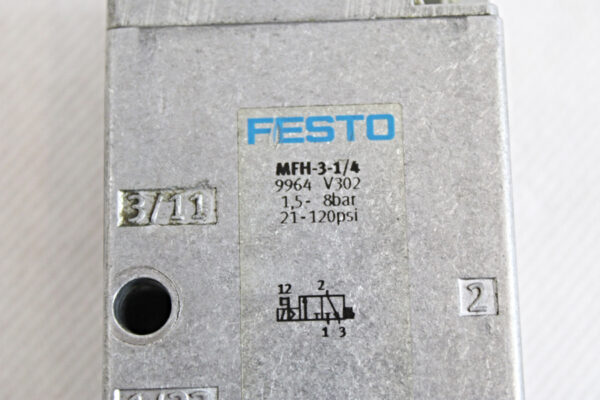 FESTO
MFH-3-1/4
9964 V302
1,5- 8bar
21-120psi
3/11
12 2
2
1 3